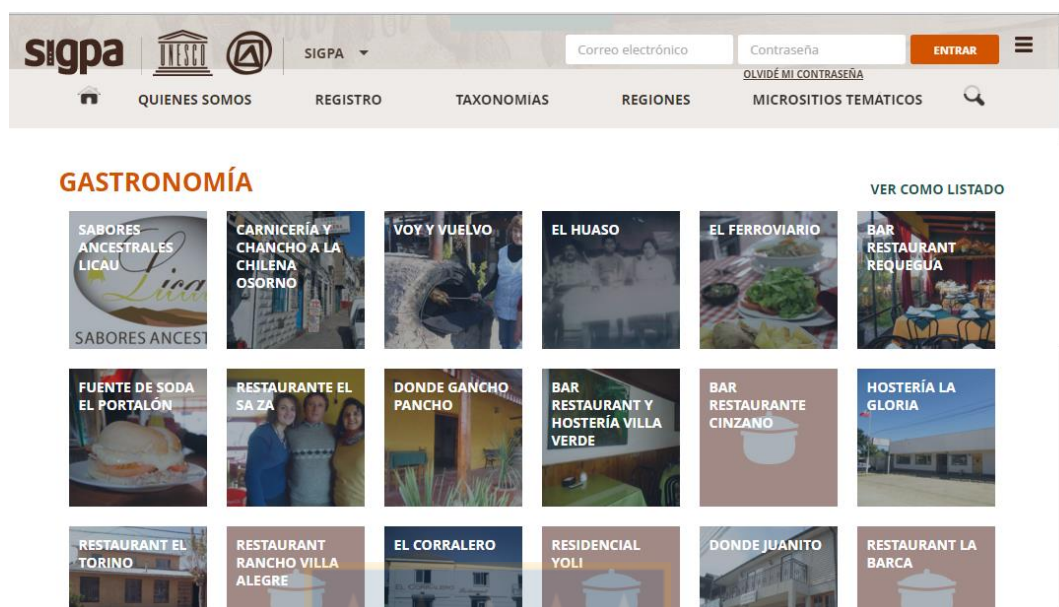 sigpa
UNESCO
SIGPA
Correo electrónico
Contraseña
ENTRAR
OLVIDÉ MI CONTRASEÑA
QUIENES SOMOS
REGISTRO
TAXONOMÍAS
REGIONES
MICROSITIOS TEMÁTICOS
GASTRONOMÍA
VER COMO LISTADO
SABORES
ANCESTRALES
LICAU
Licau
SABORES ANCEST
CARNICERÍA Y
CHANCHO A LA
CHILENA
OSORNO
VOY Y VUELVO
EL HUASO
EL FERROVIARIO
BAR
RESTAURANT
REQUEGUA
FUENTE DE SODA
EL PORTALÓN
RESTAURANTE EL
SA ZA
DONDE GANCHO
PANCHO
BAR
RESTAURANT Y
HOSTERÍA VILLA
VERDE
BAR
RESTAURANTE
CINZANO
HOSTERÍA LA
GLORIA
RESTAURANT EL
TORINO
RESTAURANT
RANCHO VILLA
ALEGRE
EL CORRALERO
RESIDENCIAL
YOLI
DONDE JUANITO
RESTAURANT LA
BARCA